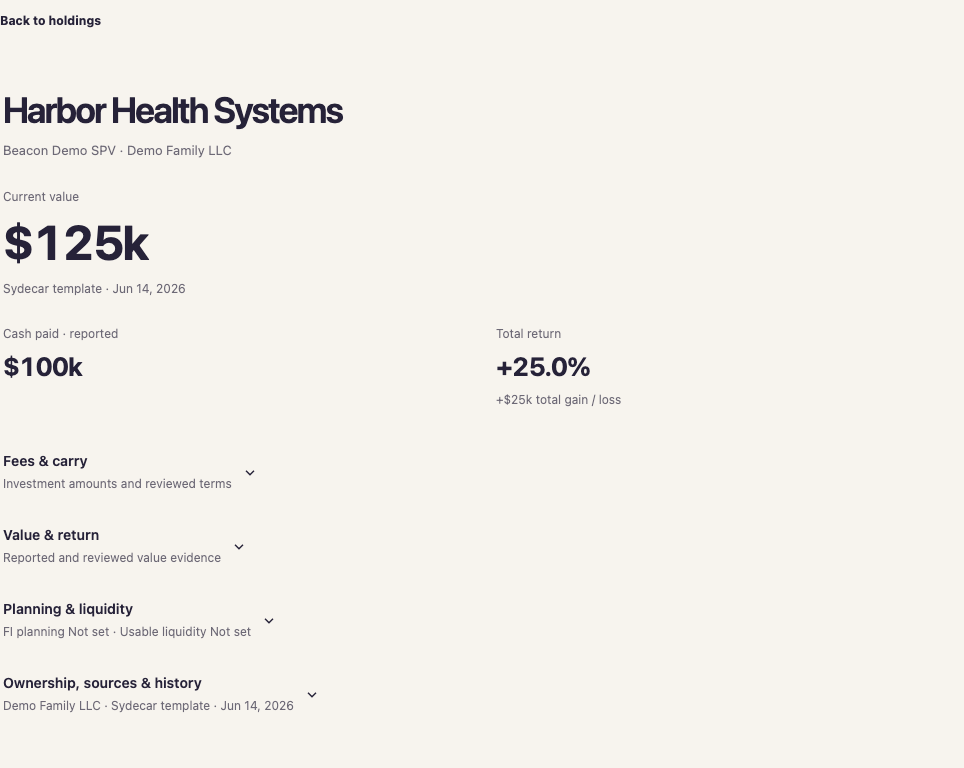 Back to holdings
Harbor Health Systems
Beacon Demo SPV · Demo Family LLC
Current value
$125k
Sydecar template · Jun 14, 2026
Cash paid · reported
$100k
Total return
+25.0%
+$25k total gain / loss
Fees & carry
Investment amounts and reviewed terms
Value & return
Reported and reviewed value evidence
Planning & liquidity
FI planning Not set · Usable liquidity Not set
Ownership, sources & history
Demo Family LLC · Sydecar template · Jun 14, 2026